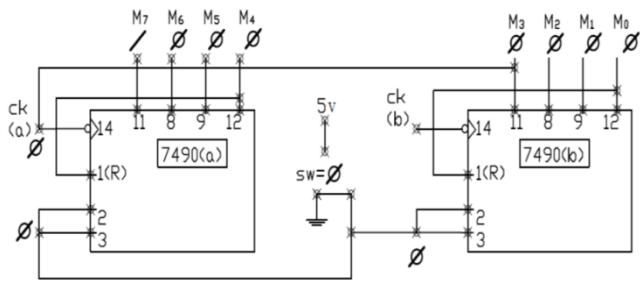 M7 M6 M5 M4
M3 M2 M1 M0
/ Ø Ø Ø
Ø Ø Ø Ø
ck
(a)
Ø
14
11 8 9 12
7490(a)
1(R)
2
3
Ø
5v
sw=Ø
ck
(b)
14
11 8 9 12
7490(b)
1(R)
2
3
Ø